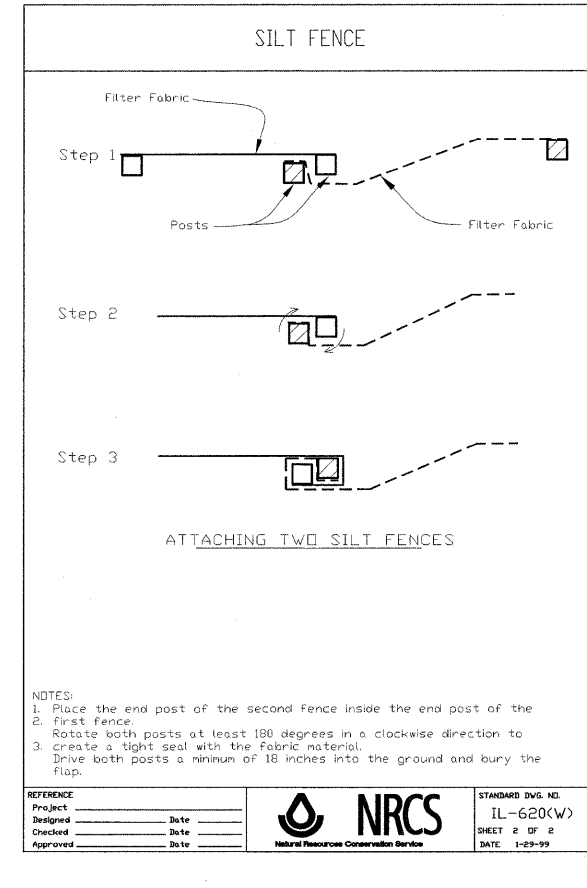 SILT FENCE
Filter Fabric
Step 1
Posts
Filter Fabric
Step 2
Step 3
ATTACHING TWO SILT FENCES
NOTES:
1. Place the end post of the second fence inside the end post of the
2. first fence.
Rotate both posts at least 180 degrees in a clockwise direction to
3. create a tight seal with the fabric material.
Drive both posts a minimum of 18 inches into the ground and bury the
flap.
REFERENCE
Project
Designed Date
Checked Date
Approved Date
NRCS
Natural Resources Conservation Service
STANDARD DWG. NO.
IL-620(W)
SHEET 2 OF 2
DATE 1-29-99